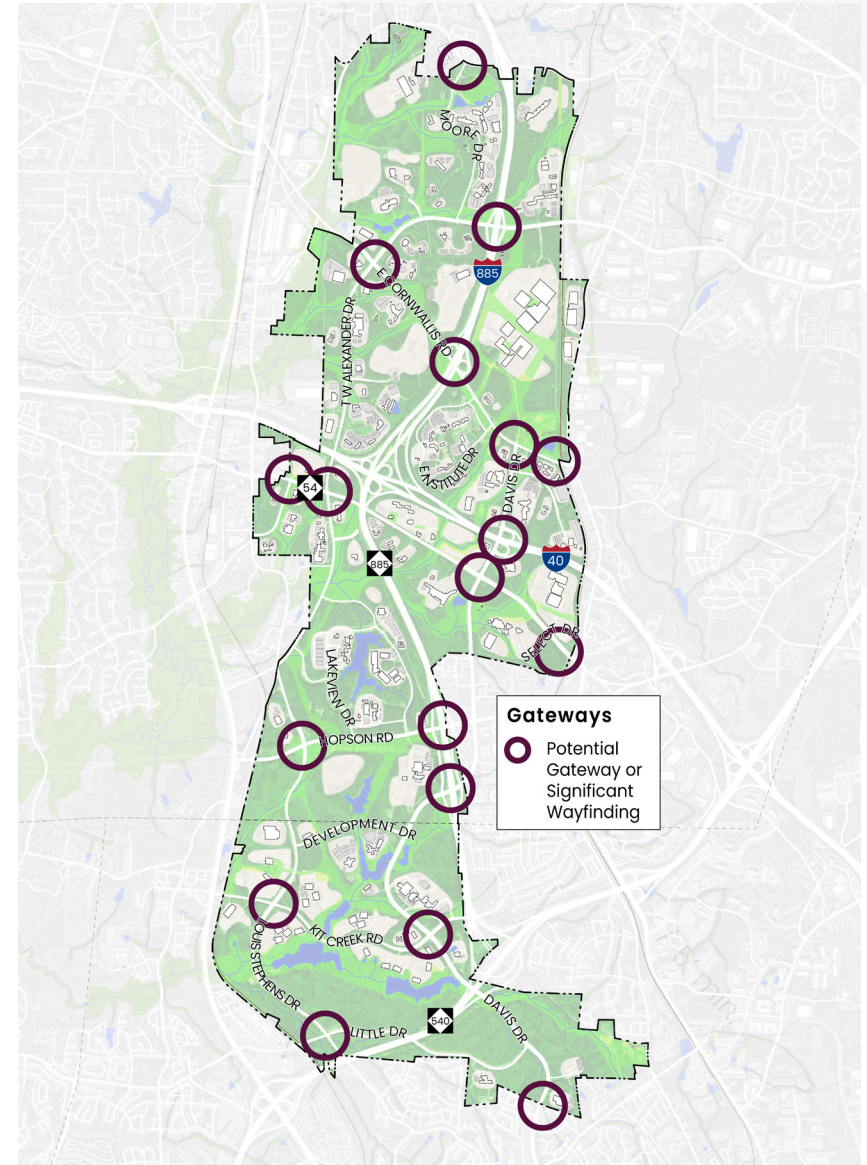 MOORE DR
885
E CORNWALLIS RD
T W ALEXANDER DR
E INSTITUTE DR
DAVIS DR
54
885
40
SELECT DR
LAKEVIEW DR
HOPSON RD
Gateways
Potential
Gateway or
Significant
Wayfinding
DEVELOPMENT DR
LOUIS STEPHENS DR
KIT CREEK RD
DAVIS DR
540
LITTLE DR